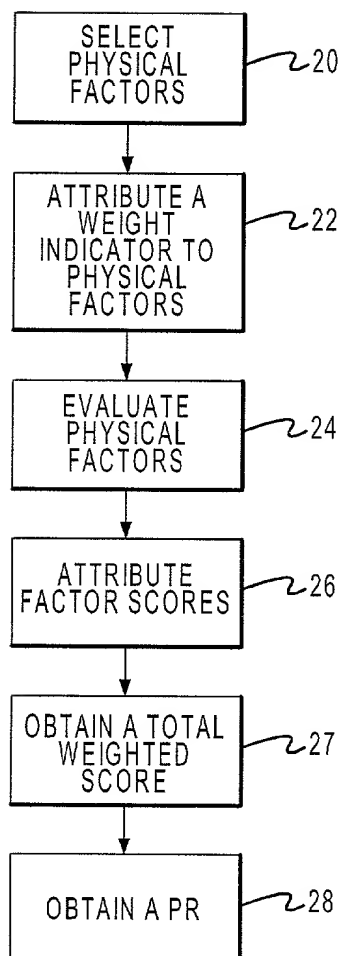 SELECT
PHYSICAL
FACTORS
20
ATTRIBUTE A
WEIGHT
INDICATOR TO
PHYSICAL
FACTORS
22
EVALUATE
PHYSICAL
FACTORS
24
ATTRIBUTE
FACTOR SCORES
26
OBTAIN A TOTAL
WEIGHTED
SCORE
27
OBTAIN A PR
28